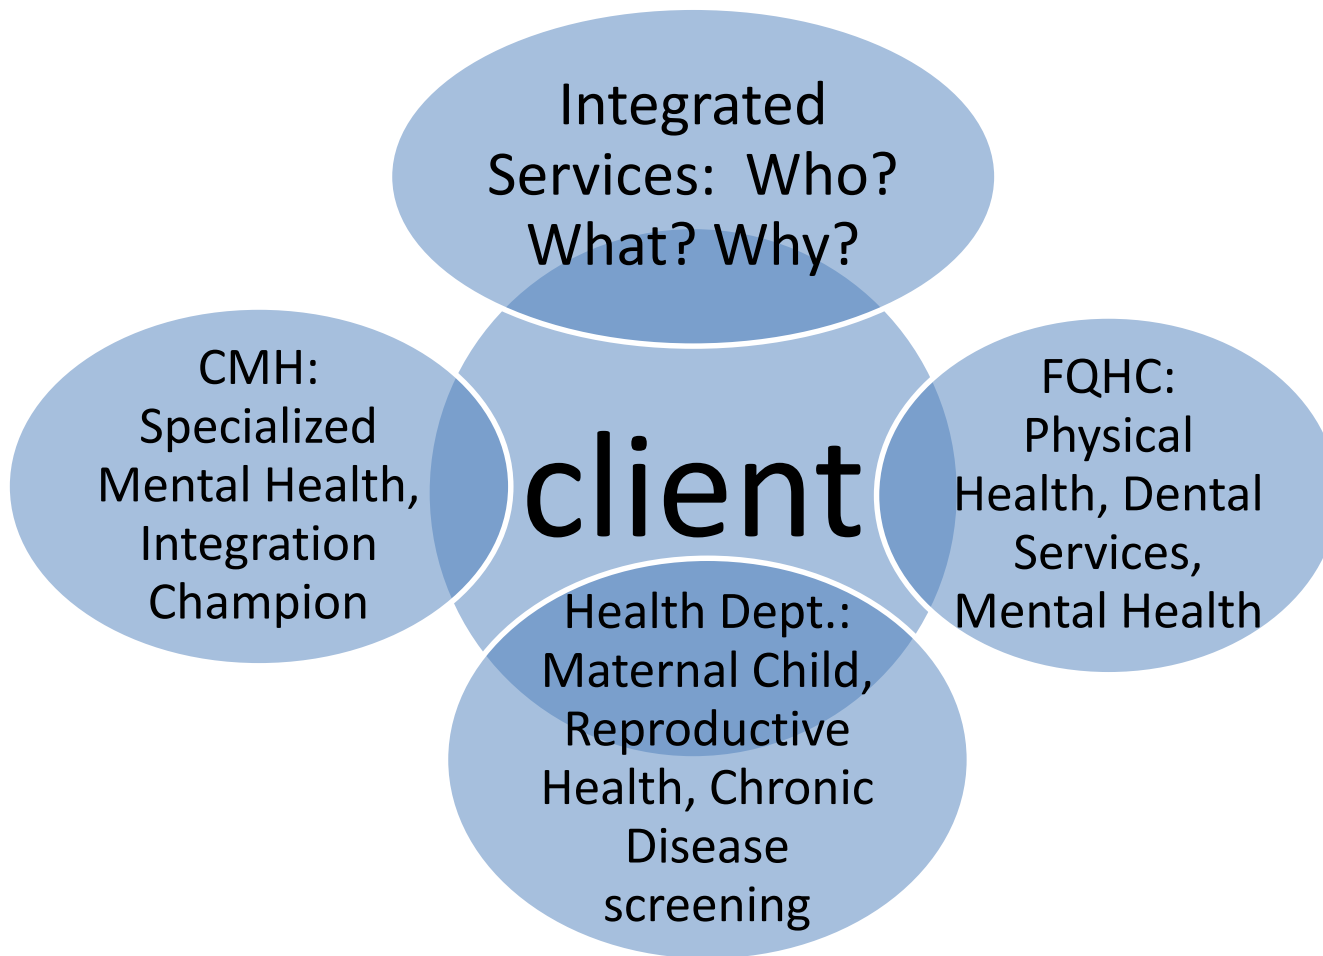 Integrated
Services:  Who?
What? Why?
CMH:
Specialized
Mental Health,
Integration
Champion
client
FQHC:
Physical
Health, Dental
Services,
Mental Health
Health Dept.:
Maternal Child,
Reproductive
Health, Chronic
Disease
screening